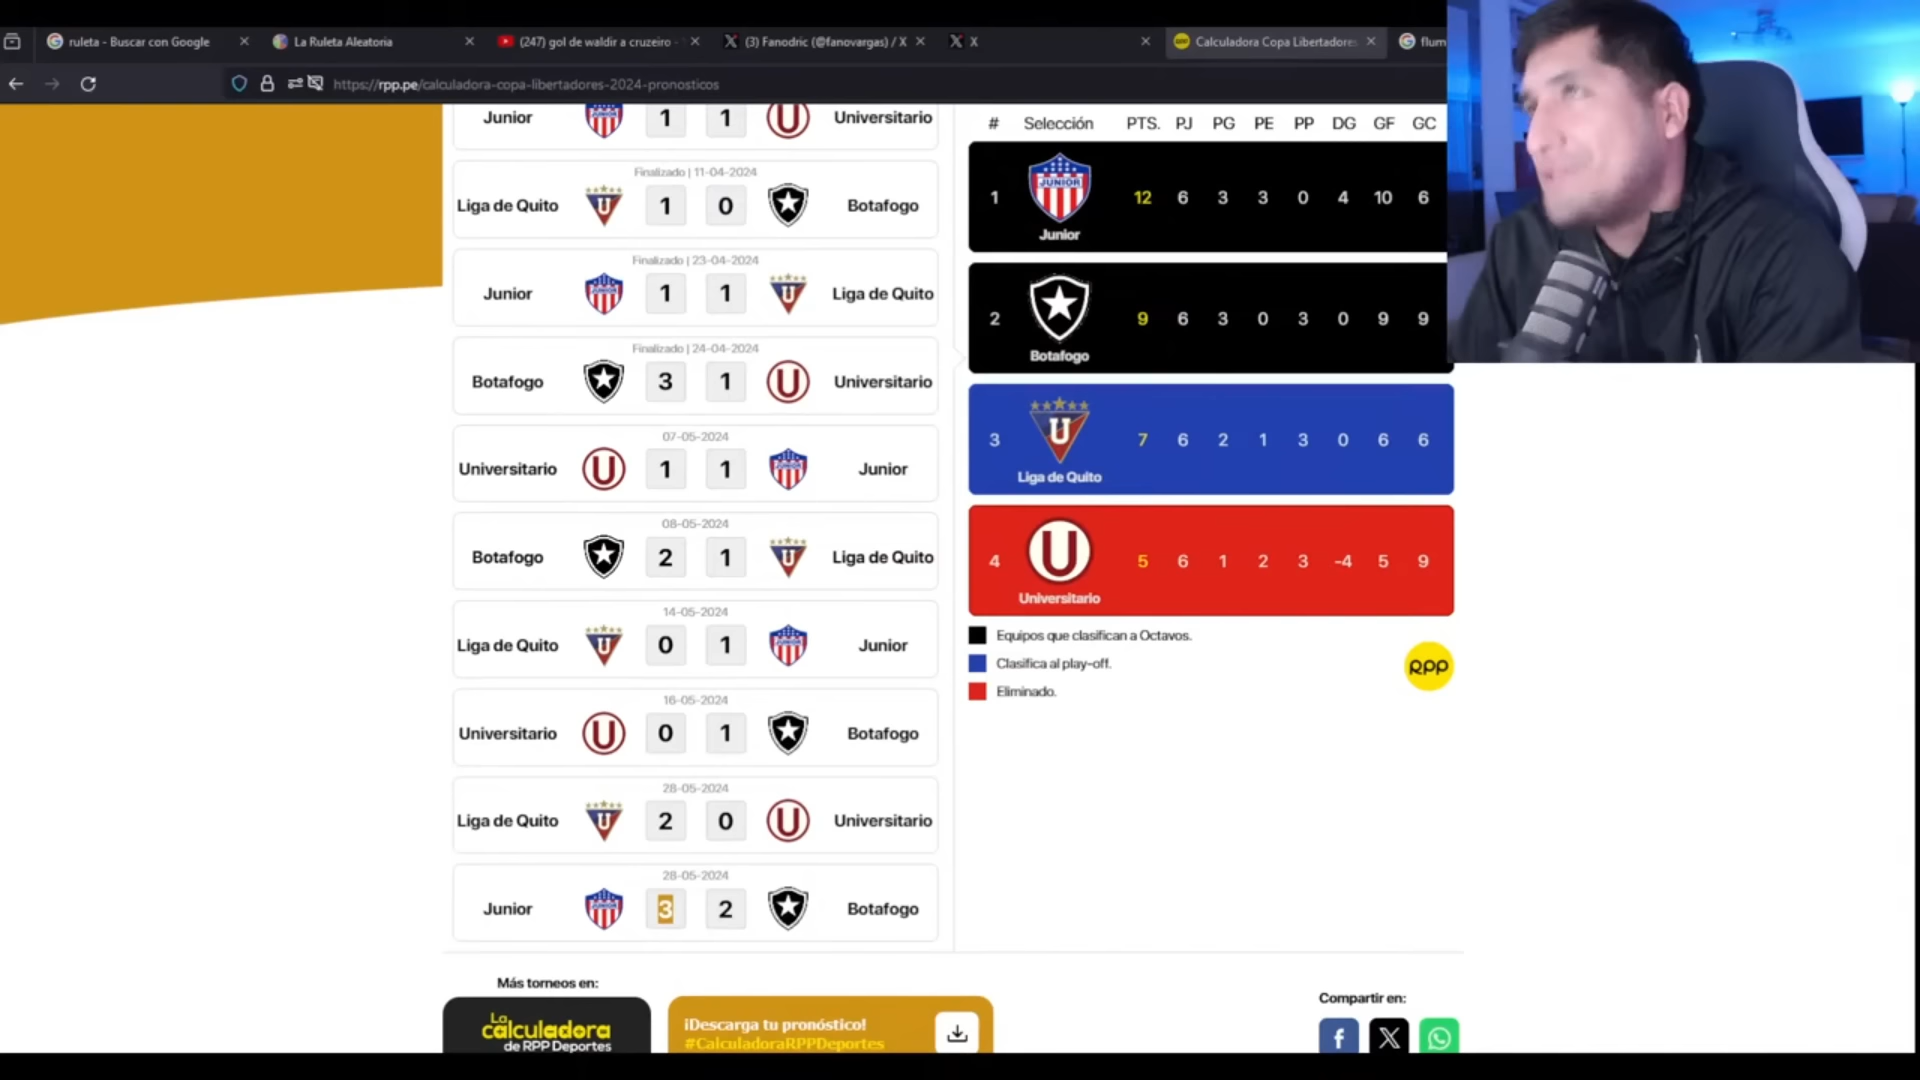 ruleta - Buscar con Google
La Ruleta Aleatoria
(247) gol de waldir a cruzeiro -
(3) Fanodric (@fanovargas) / X
X
Calculadora Copa Libertadores
flum
https://rpp.pe/calculadora-copa-libertadores-2024-pronosticos
Junior 1 1 Universitario
Finalizado | 11-04-2024
Liga de Quito 1 0 Botafogo
Finalizado | 23-04-2024
Junior 1 1 Liga de Quito
Finalizado | 24-04-2024
Botafogo 3 1 Universitario
07-05-2024
Universitario 1 1 Junior
08-05-2024
Botafogo 2 1 Liga de Quito
14-05-2024
Liga de Quito 0 1 Junior
16-05-2024
Universitario 0 1 Botafogo
28-05-2024
Liga de Quito 2 0 Universitario
28-05-2024
Junior 3 2 Botafogo
# Selección PTS. PJ PG PE PP DG GF GC
JUNIOR
1 12 6 3 3 0 4 10 6
Junior
2 9 6 3 0 3 0 9 9
Botafogo
U
3 7 6 2 1 3 0 6 6
Liga de Quito
U
4 5 6 1 2 3 -4 5 9
Universitario
Equipos que clasifican a Octavos.
Clasifica al play-off.
Eliminado.
RPP
Más torneos en:
La calculadora
de RPP Deportes
¡Descarga tu pronóstico!
#CalculadoraRPPDeportes
Compartir en: